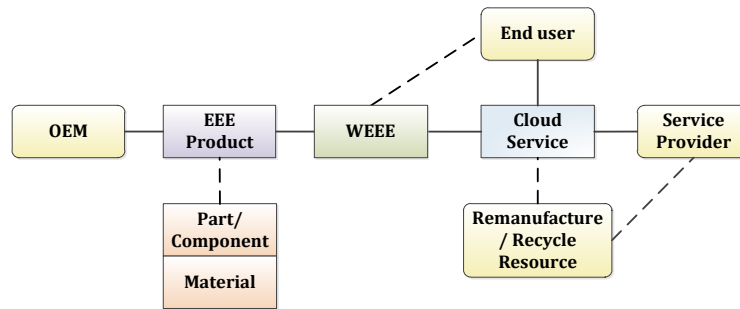 End user
OEM
EEE
Product
WEEE
Cloud
Service
Service
Provider
Part/
Component
Material
Remanufacture
/ Recycle
Resource